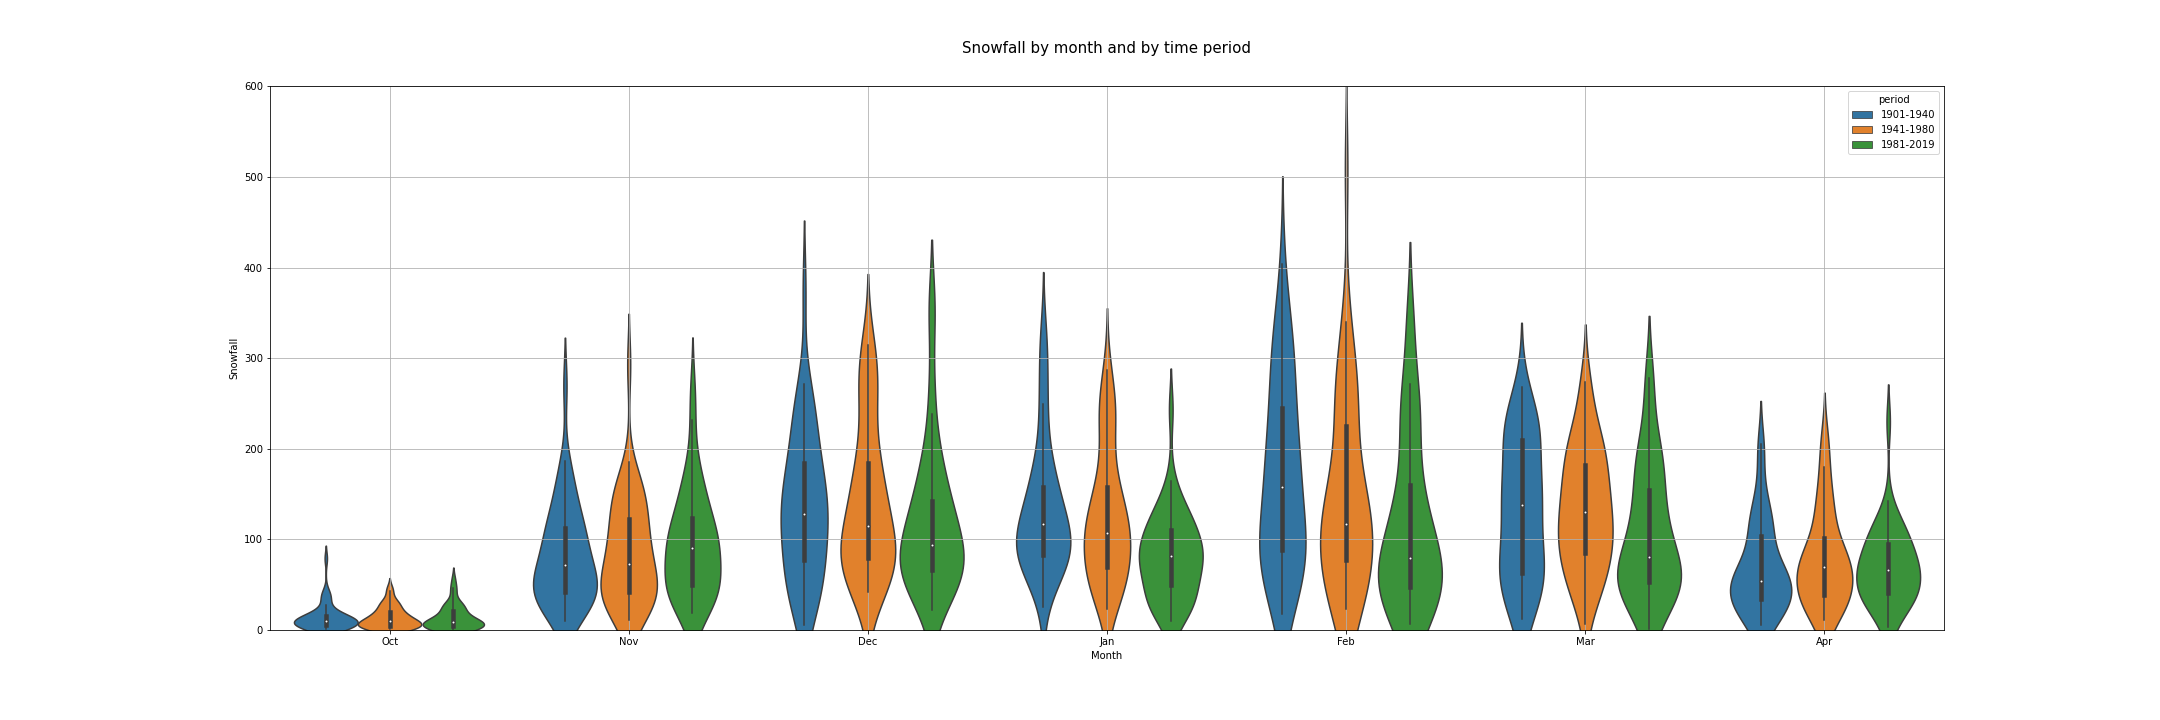 Snowfall by month and by time period
600
500
400
300
200
100
0
Snowfall
period
1901-1940
1941-1980
1981-2019
Oct
Nov
Dec
Jan
Feb
Mar
Apr
Month